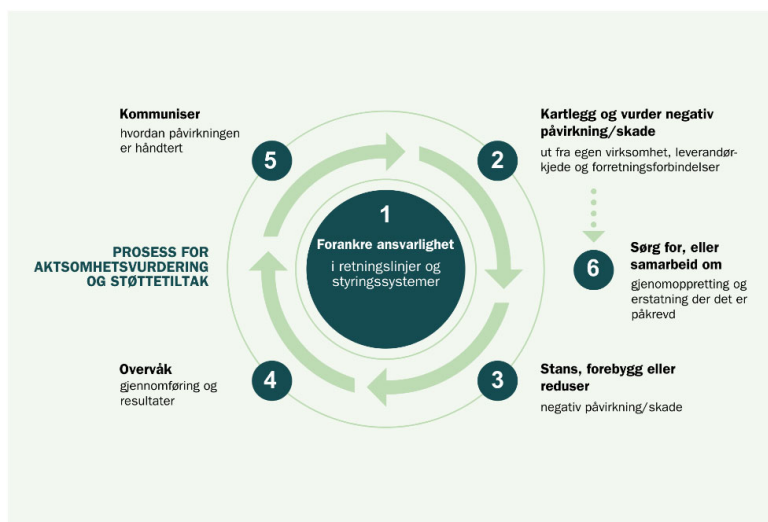 PROSESS FOR
AKTSOMHETSVURDERING
OG STØTTETILTAK
1
Forankre ansvarlighet
i retningslinjer og
styringssystemer
2
Kartlegg og vurder negativ
påvirkning/skade
ut fra egen virksomhet, leverandør-
kjede og forretningforbindelser
3
Stans, forebygg eller
reduser
negativ påvirkning/skade
4
Overvåk
gjennomføring og
resultater
5
Kommuniser
hvordan påvirkningen
er håndtert
6
Sørg for, eller
samarbeid om
gjenomoppretting og
erstatning der det er
påkrevd